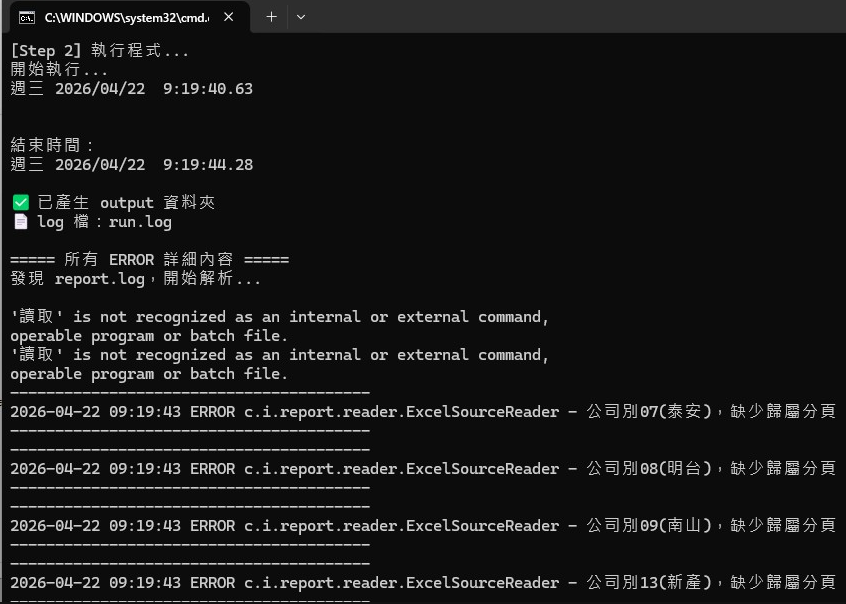 C:\WINDOWS\system32\cmd.
[Step 2] 執行程式...
開始執行...
週三 2026/04/22  9:19:40.63
結束時間：
週三 2026/04/22  9:19:44.28
✅ 已產生 output 資料夾
📄 log 檔：run.log
===== 所有 ERROR 詳細內容 =====
發現 report.log，開始解析...
'讀取' is not recognized as an internal or external command,
operable program or batch file.
'讀取' is not recognized as an internal or external command,
operable program or batch file.
----------------------------------------
2026-04-22 09:19:43 ERROR c.i.report.reader.ExcelSourceReader - 公司別07(泰安)，缺少歸屬分頁
----------------------------------------
----------------------------------------
2026-04-22 09:19:43 ERROR c.i.report.reader.ExcelSourceReader - 公司別08(明台)，缺少歸屬分頁
----------------------------------------
----------------------------------------
2026-04-22 09:19:43 ERROR c.i.report.reader.ExcelSourceReader - 公司別09(南山)，缺少歸屬分頁
----------------------------------------
----------------------------------------
2026-04-22 09:19:43 ERROR c.i.report.reader.ExcelSourceReader - 公司別13(新產)，缺少歸屬分頁
----------------------------------------